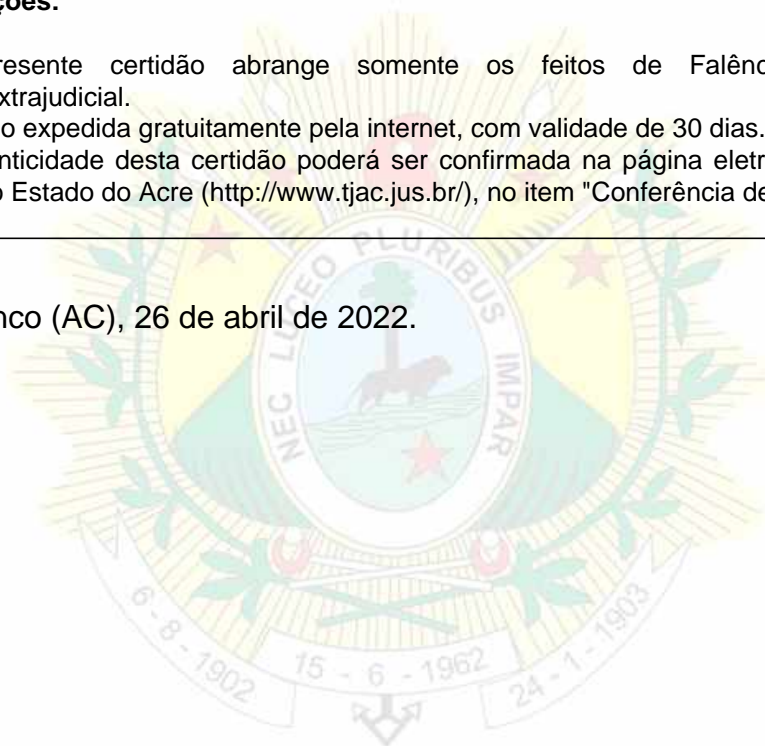 ções:
resente certidão abrange somente os feitos de Falênc
xtrajudicial.
o expedida gratuitamente pela internet, com validade de 30 dias.
nticidade desta certidão poderá ser confirmada na página eletr
o Estado do Acre (http://www.tjac.jus.br/), no item "Conferência de
nco (AC), 26 de abril de 2022.
NEC LUCEO PLURIBUS IMPAR
6 - 8 - 1902
15 - 6 - 1962
24 - 1 - 1903